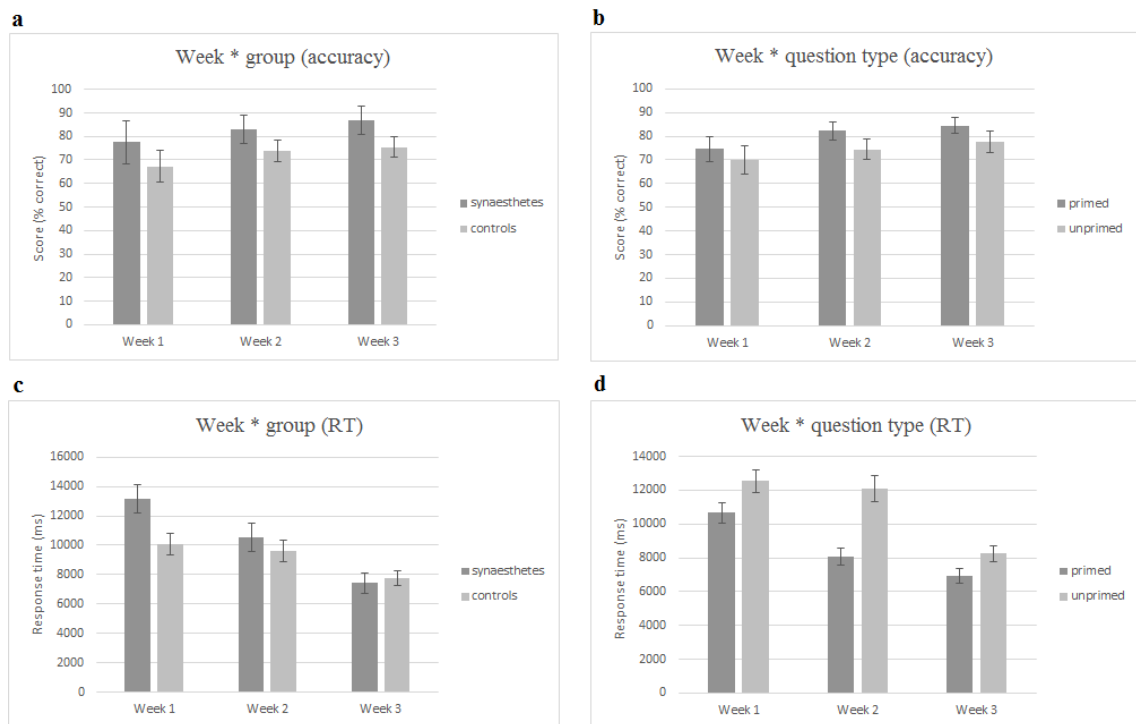 a
Week * group (accuracy)
Score (% correct)
100
90
80
70
60
50
40
30
20
10
0
Week 1
Week 2
Week 3
synaesthetes
controls
b
Week * question type (accuracy)
Score (% correct)
100
90
80
70
60
50
40
30
20
10
0
Week 1
Week 2
Week 3
primed
unprimed
c
Week * group (RT)
Response time (ms)
16000
14000
12000
10000
8000
6000
4000
2000
0
Week 1
Week 2
Week 3
synaesthetes
controls
d
Week * question type (RT)
Response time (ms)
14000
12000
10000
8000
6000
4000
2000
0
Week 1
Week 2
Week 3
primed
unprimed